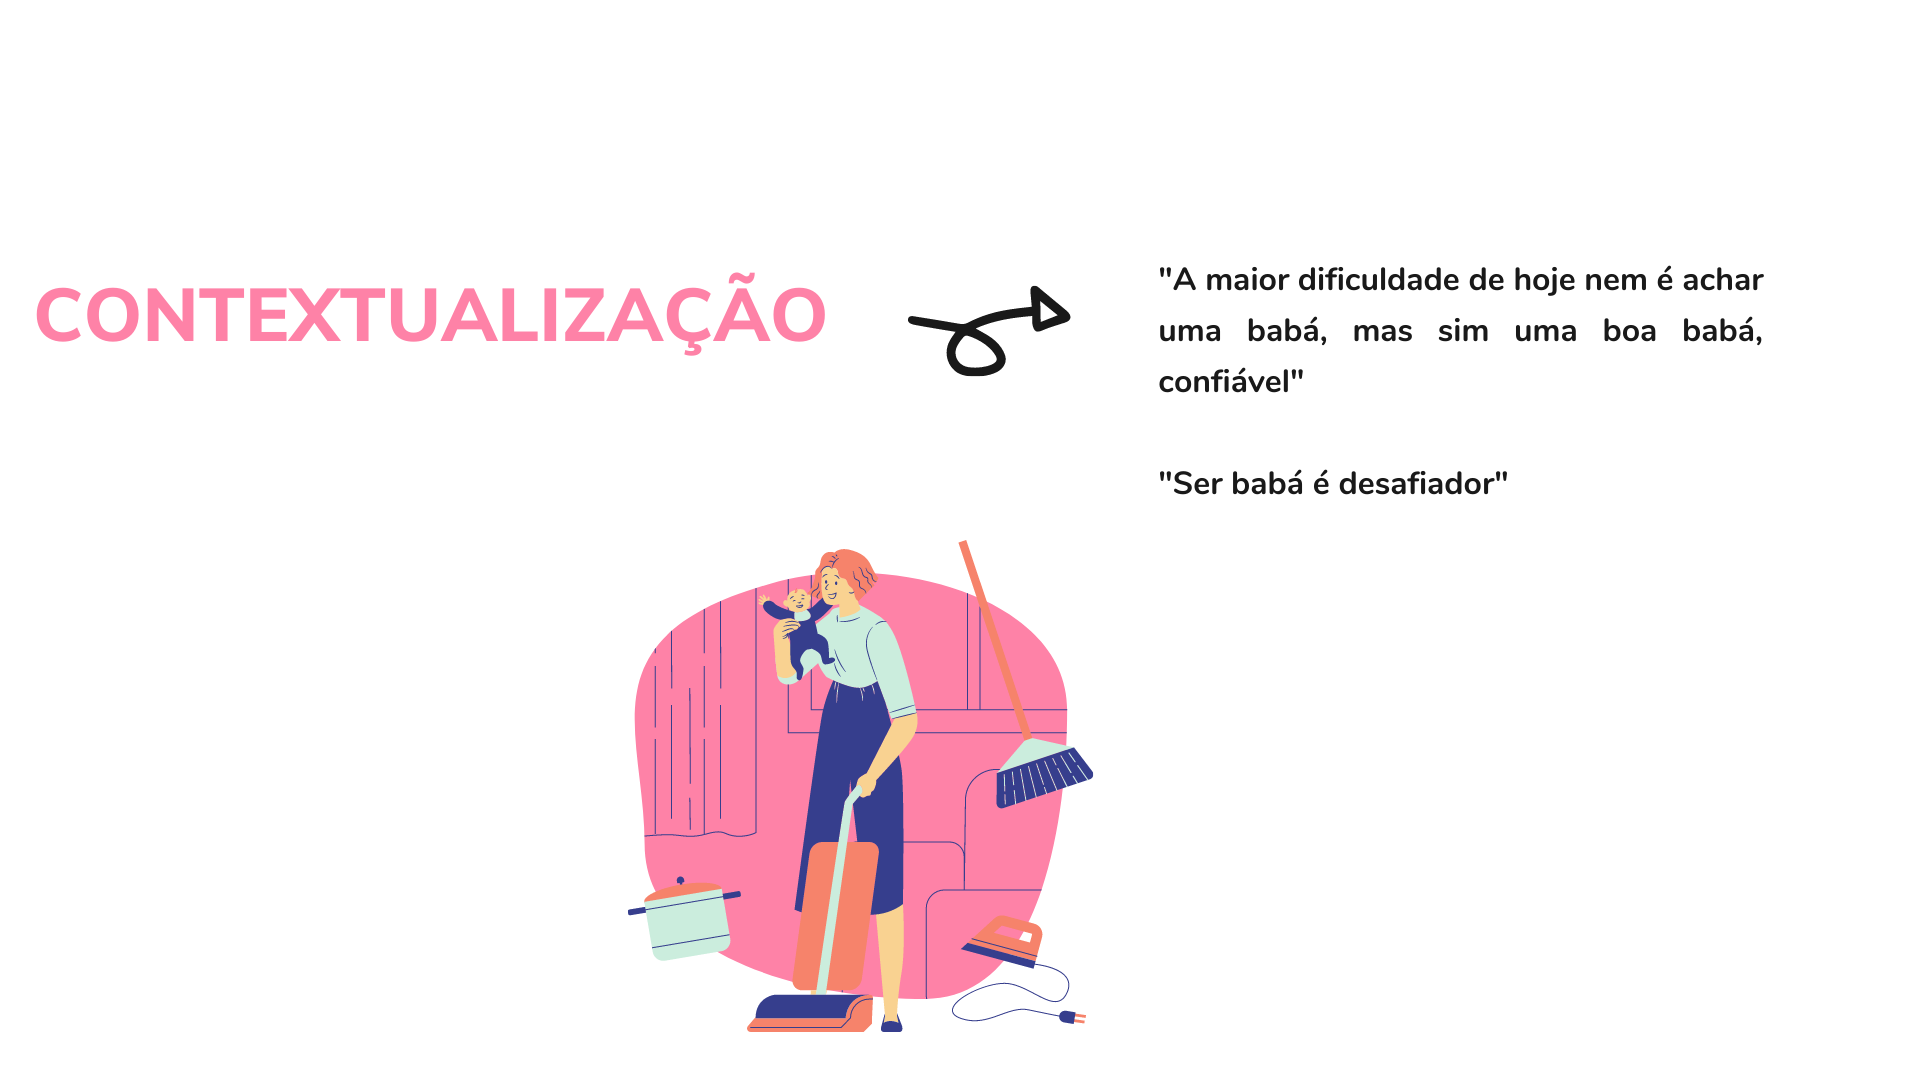 CONTEXTUALIZAÇÃO
"A maior dificuldade de hoje nem é achar
uma babá, mas sim uma boa babá,
confiável"
"Ser babá é desafiador"